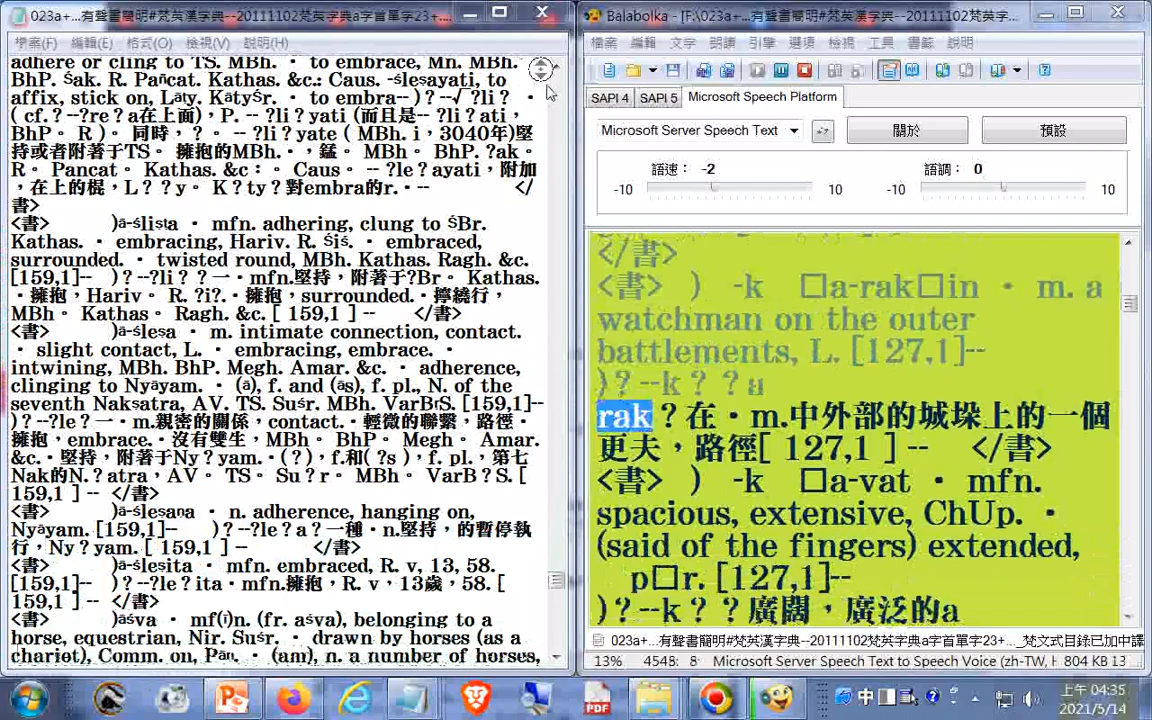 023a+...有聲書簡明#梵英漢字典--20111102梵英字典a字首單字23+...
檔案(F) 編輯(E) 格式(O) 檢視(V) 說明(H)
adhere or cling to TS. MBh. · to embrace, Mn. MBh.
BhP. Śak. R. Pañcat. Kathas. &c.: Caus. -śleṣayati, to
affix, stick on, Lāty. KātyŚr. · to embra-- )? --√ ?li? ·
( cf. ? --?re?a在上面), P. -- ?li?yati (而且是-- ?li?ati,
BhP。 R )。 同時,?。 -- ?li?yate ( MBh. i,3040年)堅
持或者附著于TS。 擁抱的MBh.·,錳。 MBh。 BhP. ?ak。
R。 Pancat. Kathas. &c:。 Caus。 -- ?le?ayati,附加
,在上的棍,L??y。 K?ty?對embra的r.·-- </
書>
<書> )ā-śliṣṭa · mfn. adhering, clung to ŚBr.
Kathas. · embracing, Hariv. R. Śiś. · embraced,
surrounded. · twisted round, MBh. Kathas. Ragh. &c.
[159,1]-- )? --?li??一·mfn.堅持,附著于?Br。 Kathas.
·擁抱,Hariv。 R. ?i?.·擁抱,surrounded.·擰繞行,
MBh。 Kathas。 Ragh. &c. [ 159,1 ]-- </書>
<書> )ā-śleṣa · m. intimate connection, contact.
· slight contact, L. · embracing, embrace. ·
intwining, MBh. BhP. Megh. Amar. &c. · adherence,
clinging to Nyāyam. · (ā), f. and (ās), f. pl., N. of the
seventh Nakṣatra, AV. TS. Suśr. MBh. VarBṛS. [159,1]--
)? --?le?一·m.親密的關係,contact.·輕微的聯繫,路徑.·
擁抱,embrace.·沒有雙生,MBh。 BhP。 Megh。 Amar.
&c.·堅持,附著于Ny?yam.·(?),f.和( ?s ),f. pl.,第七
Nak的N.?atra,AV。 TS。 Su?r。 MBh。 VarB?S. [
159,1 ] -- </書>
<書> )ā-śleṣaṇa · n. adherence, hanging on,
Nyāyam. [159,1]-- )? --?le?a?一種·n.堅持,的暫停執
行,Ny?yam. [ 159,1 ]-- </書>
<書> )ā-śleṣita · mfn. embraced, R. v, 13, 58.
[159,1]-- )? --?le?ita·mfn.擁抱,R. v,13歲,58. [
159,1 ]-- </書>
<書> )āśva · mf(ī)n. (fr. aśva), belonging to a
horse, equestrian, Nir. Suśr. · drawn by horses (as a
chariet), Comm. on, Pāṇ. · (am), n. a number of horses,
Balabolka - [F:\023a+...有聲書簡明#梵英漢字典--20111102梵英字...
檔案 編輯 文字 朗讀 引擎 選項 檢視 工具 書籤 說明
SAPI 4 SAPI 5 Microsoft Speech Platform
Microsoft Server Speech Text 關於 預設
語速: -2 語調: 0
-10 10 -10 10
</書>
<書> ) -k □a-rak□in · m. a
watchman on the outer
battlements, L. [127,1]--
)? --k??a
rak?在·m.中外部的城垛上的一個
更夫,路徑[ 127,1 ] -- </書>
<書> ) -k □a-vat · mfn.
spacious, extensive, ChUp. ·
(said of the fingers) extended,
p□r. [127,1]--
)? --k??廣闊,廣泛的a
023a+...有聲書簡明#梵英漢字典--20111102梵英字典a字首單字23+..._梵文式目錄已加中譯
13% 4548: 8 Microsoft Server Speech Text to Speech Voice (zh-TW, H 804 KB 13
中 上午 04:35
2021/5/14